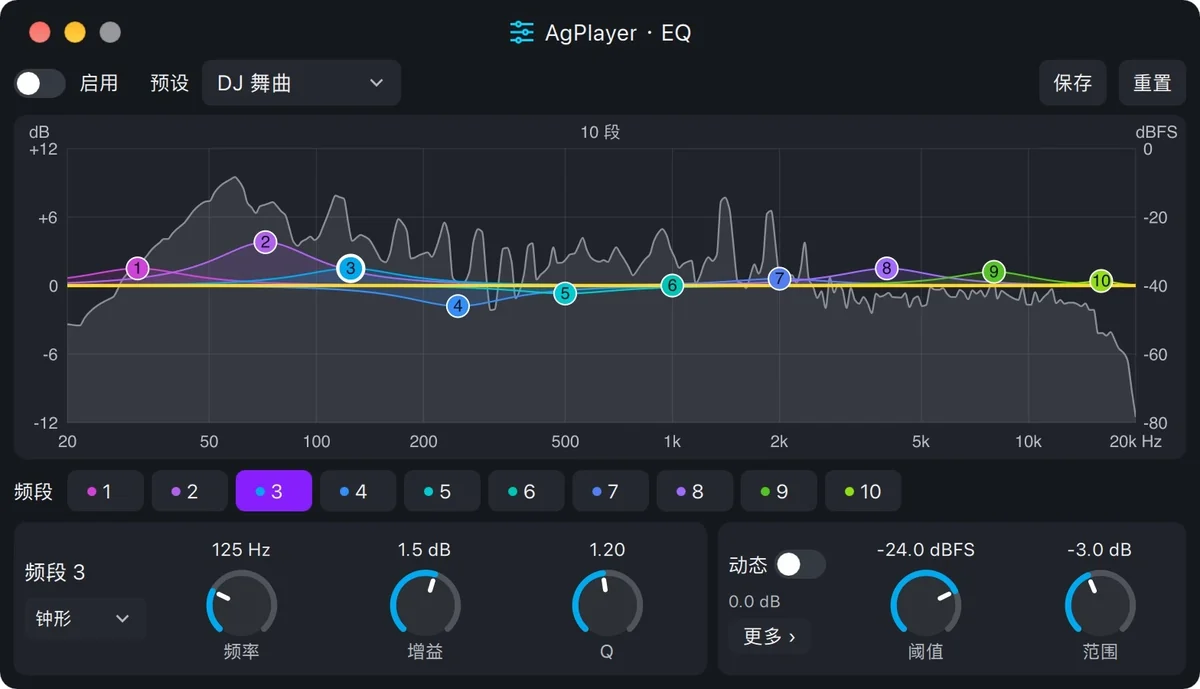 AgPlayer · EQ
启用 预设 DJ 舞曲 保存 重置
dB 10 段 dBFS
+12 0
+6 -20
0 -40
-6 -60
-12 -80
1 2 3 4 5 6 7 8 9 10
20 50 100 200 500 1k 2k 5k 10k 20k Hz
频段 1 2 3 4 5 6 7 8 9 10
125 Hz 1.5 dB 1.20 -24.0 dBFS -3.0 dB
频段 3 动态
0.0 dB
钟形 更多 ›
频率 增益 Q 阈值 范围